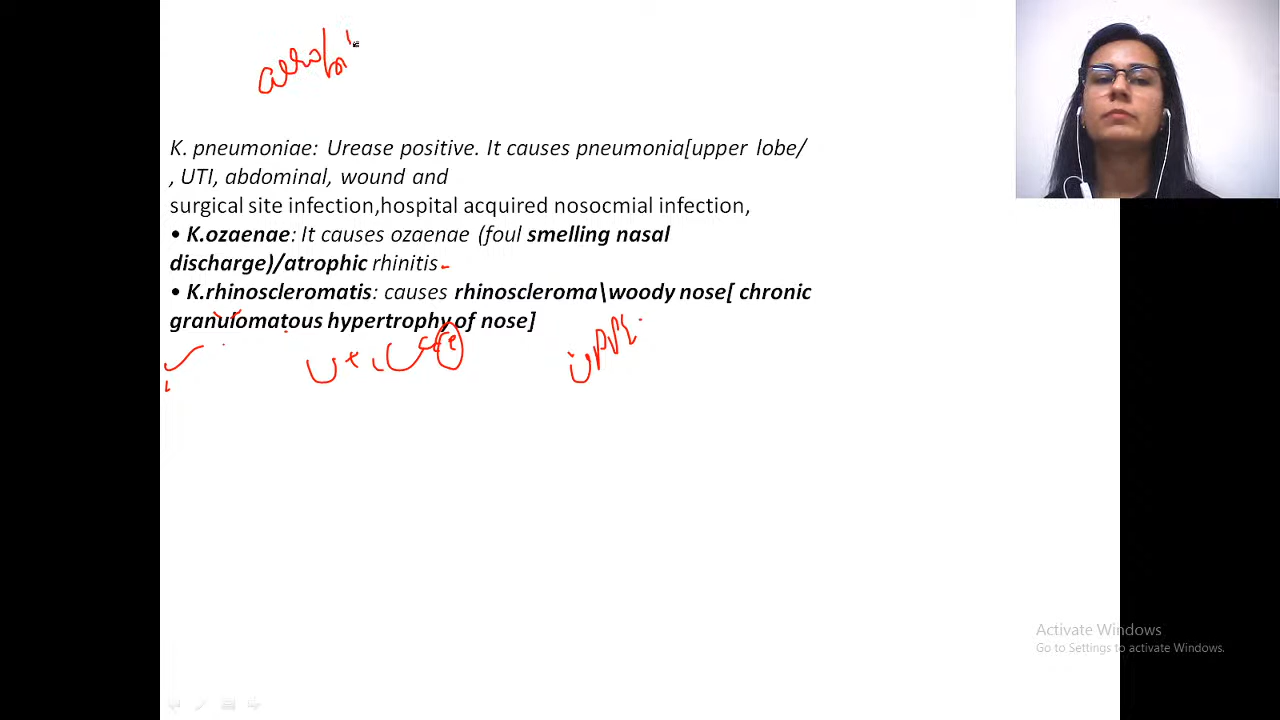 aerobi
K. pneumoniae: Urease positive. It causes pneumonia[upper lobe/
, UTI, abdominal, wound and
surgical site infection,hospital acquired nosocmial infection,
• K.ozaenae: It causes ozaenae (foul smelling nasal
discharge)/atrophic rhinitis
• K.rhinoscleromatis: causes rhinoscleroma\woody nose[ chronic
granulomatous hypertrophy of nose]
Activate Windows
Go to Settings to activate Windows.